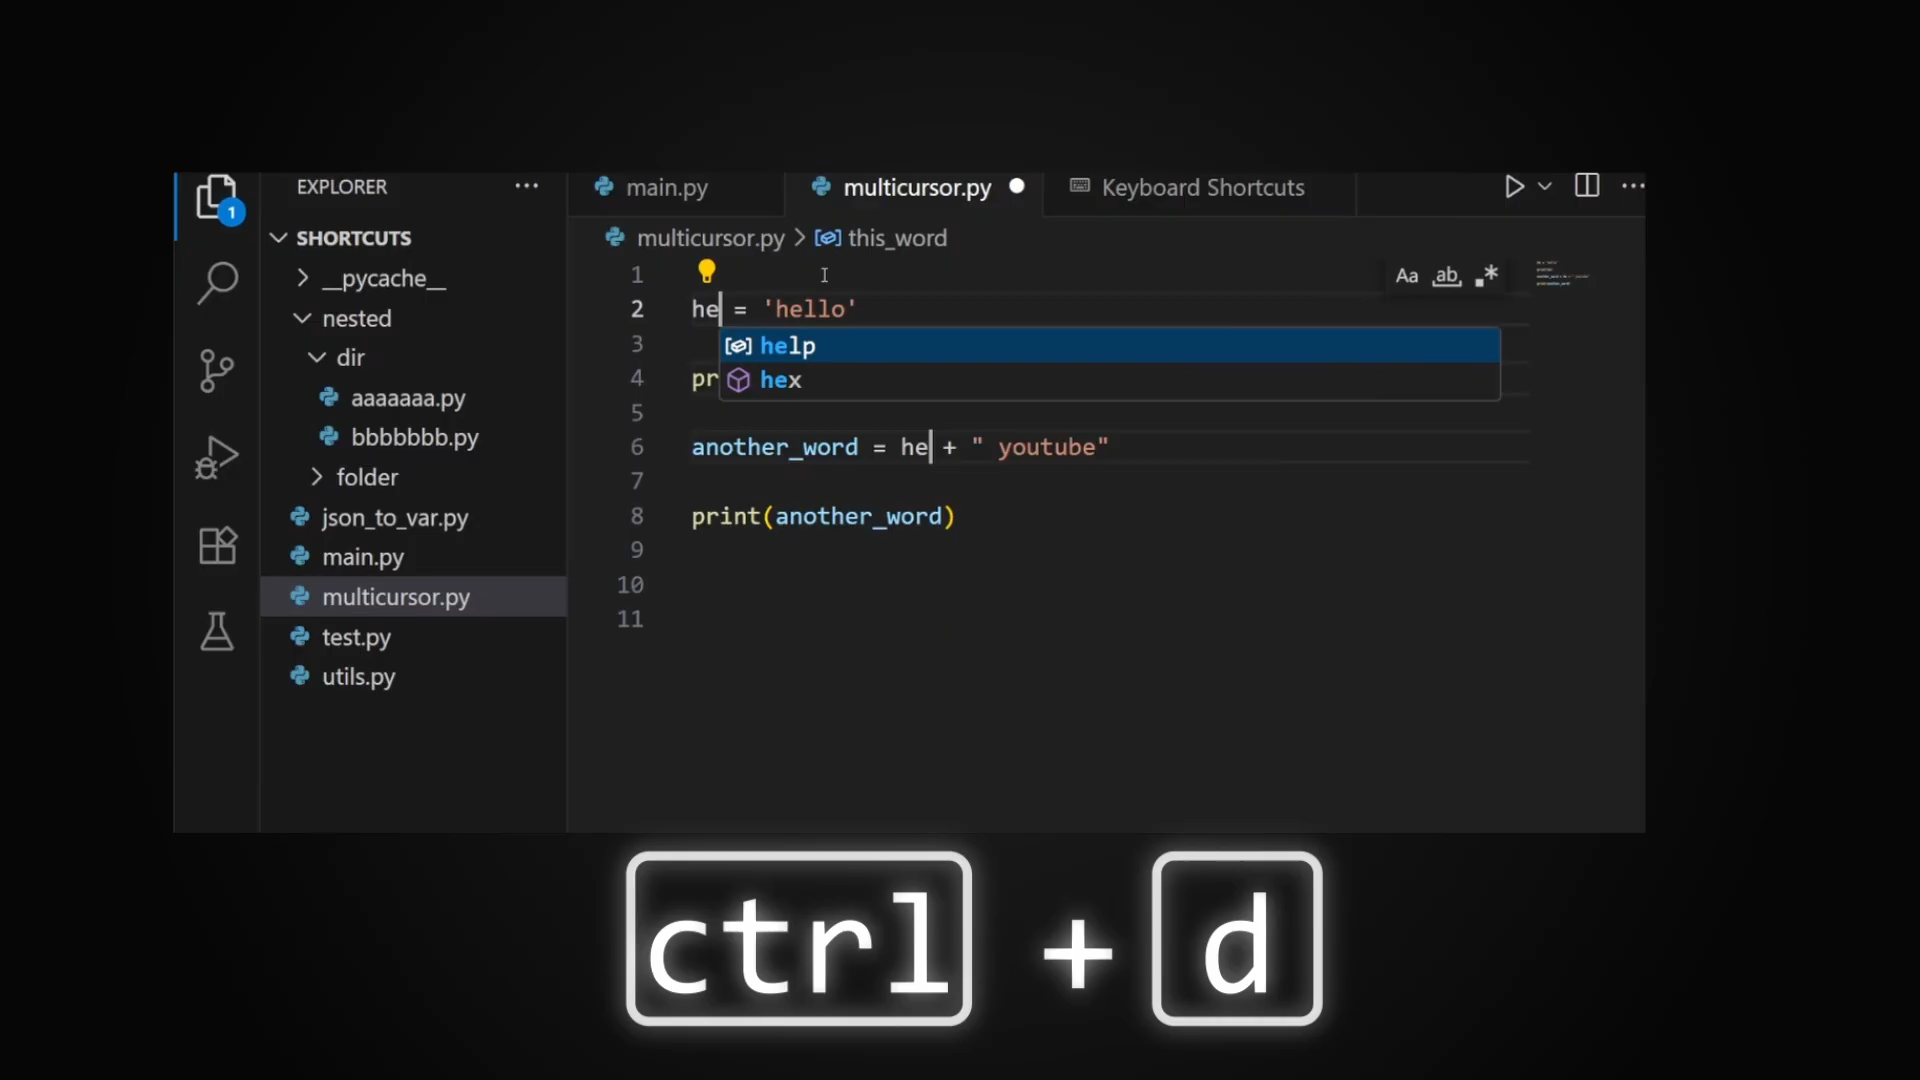 EXPLORER
main.py
multicursor.py
Keyboard Shortcuts
1
SHORTCUTS
multicursor.py > this_word
__pycache__
nested
dir
aaaaaaa.py
bbbbbbb.py
folder
json_to_var.py
main.py
multicursor.py
test.py
utils.py
Aa ab .*
1
2 he = 'hello'
3 help
4 pr hex
5
6 another_word = he + " youtube"
7
8 print(another_word)
9
10
11
ctrl + d